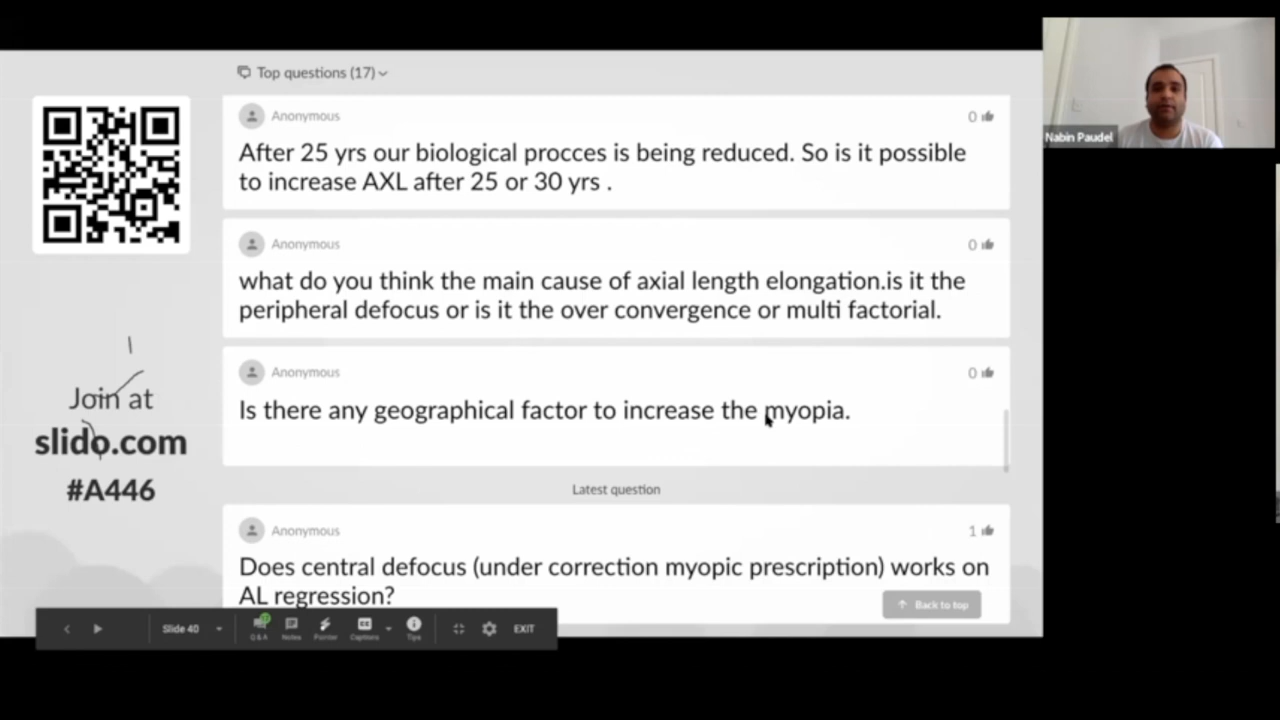 Top questions (17)
Anonymous
0
After 25 yrs our biological procces is being reduced. So is it possible
to increase AXL after 25 or 30 yrs .
Anonymous
0
what do you think the main cause of axial length elongation.is it the
peripheral defocus or is it the over convergence or multi factorial.
Anonymous
0
Is there any geographical factor to increase the myopia.
Latest question
Anonymous
1
Does central defocus (under correction myopic prescription) works on
AL regression?
Back to top
Join at
slido.com
#A446
Slide 40
Q&A
Notes
Pointer
Captions
Tips
EXIT
Nabin Paudel